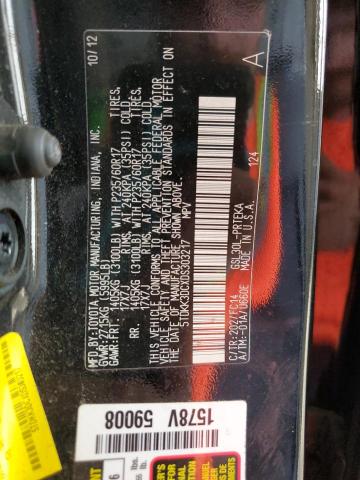 MFD. BY: TOYOTA MOTOR MANUFACTURING, INDIANA, INC. 10/12
GVWR: 2715KG (5995LB)
GAWR: FRT. 1405KG (3100LB) WITH P235/60R17 TIRES,
17X7J RIMS, AT 240KPA (35PSI) COLD.
RR. 1405KG (3100LB) WITH P235/60R17 TIRES,
17X7J RIMS, AT 240KPA (35PSI) COLD.
THIS VEHICLE CONFORMS TO ALL APPLICABLE FEDERAL MOTOR
VEHICLE SAFETY AND THEFT PREVENTION STANDARDS IN EFFECT ON
THE DATE OF MANUFACTURE SHOWN ABOVE.
5TDKK3DCXDS303217
MPV
A
124
C/TR:202/FC14 GSL30L-PRTEKA
A/TM:-01A/U660E MADE IN U.S.A.
1578V 59008